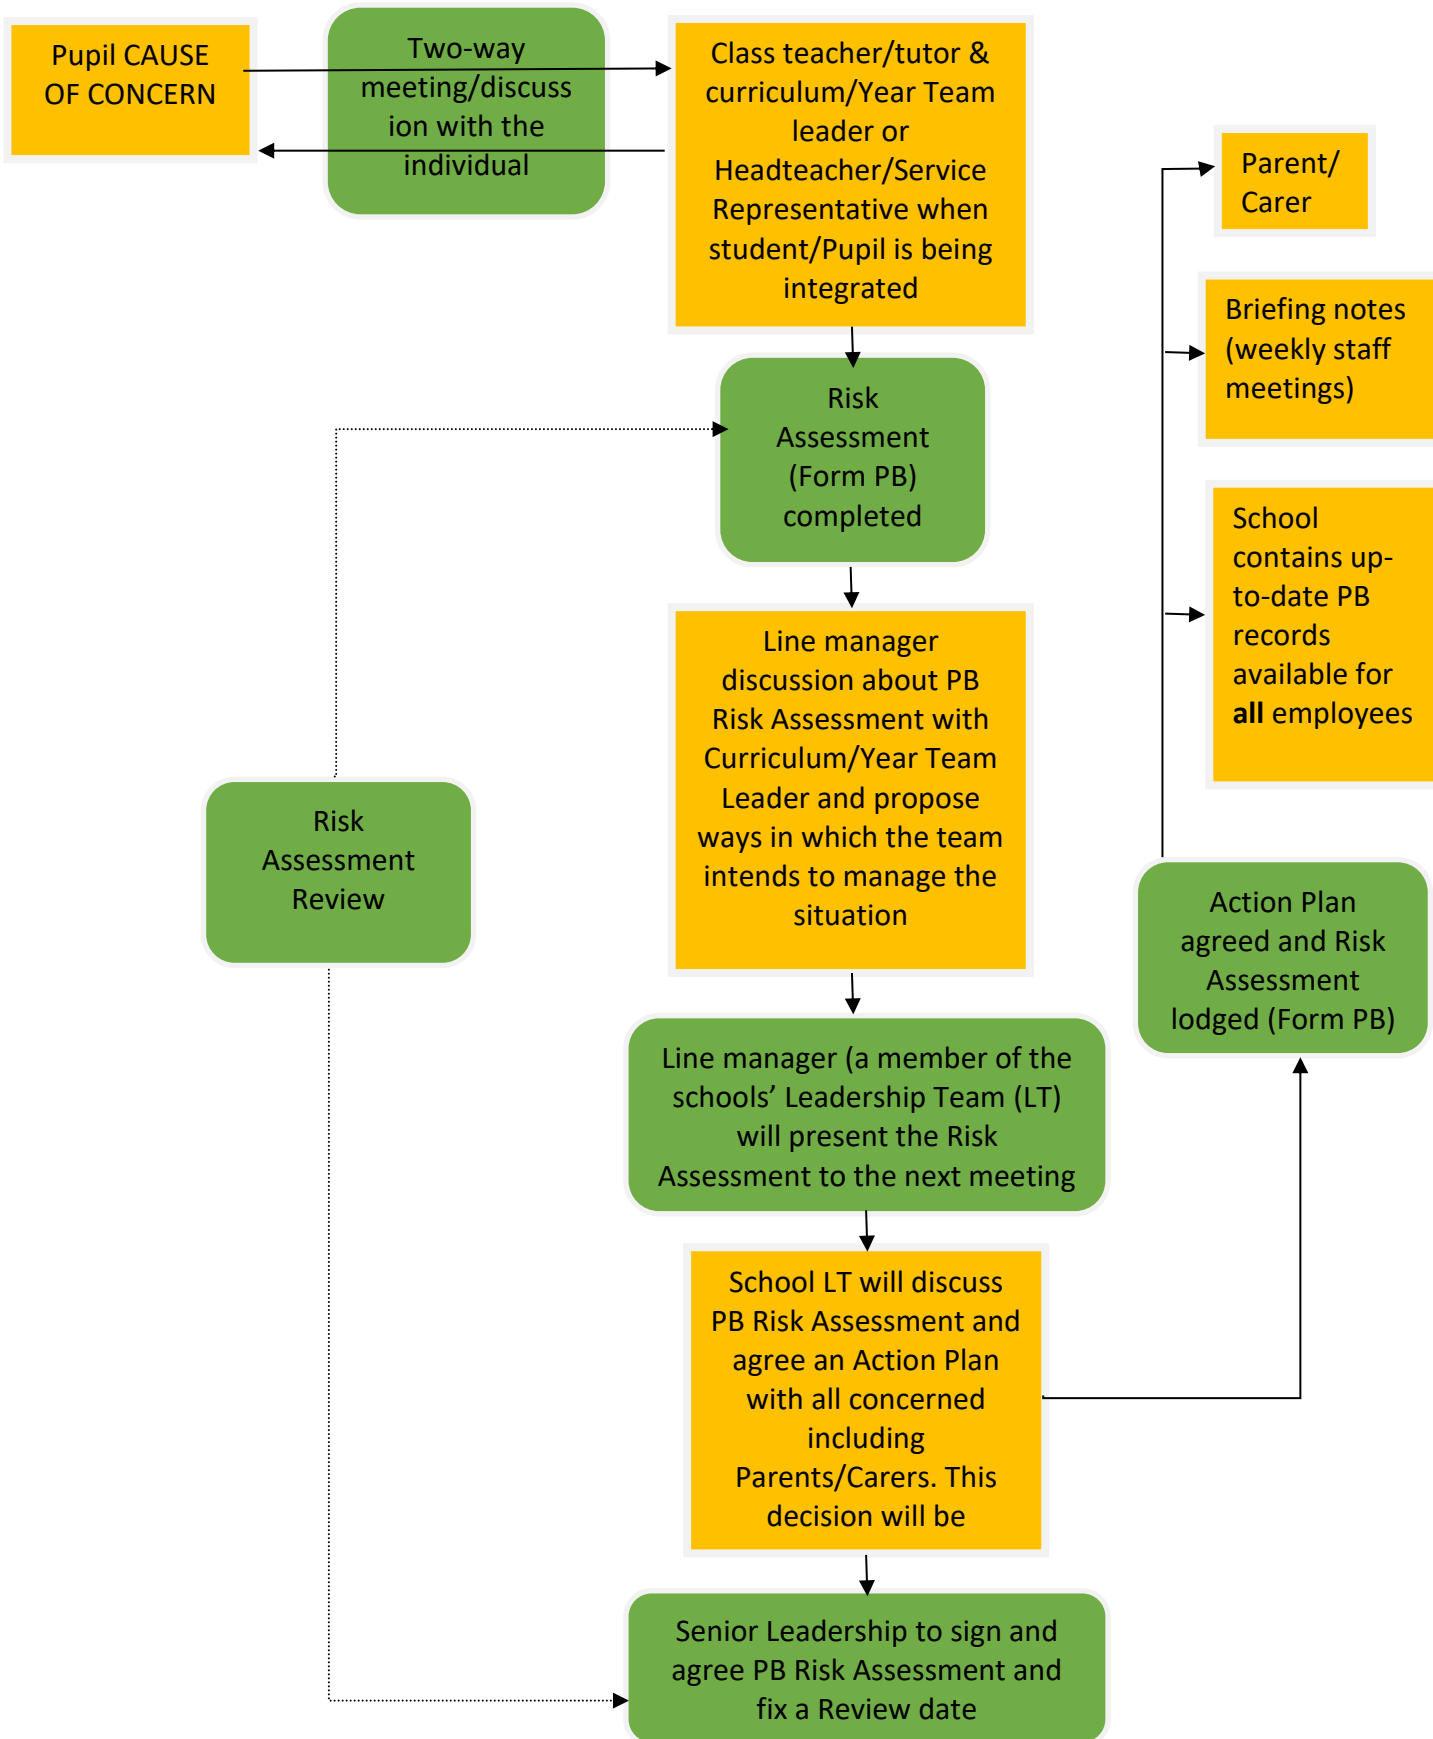 Pupil CAUSE
OF CONCERN
Two-way
meeting/discuss
ion with the
individual
Class teacher/tutor &
curriculum/Year Team
leader or
Headteacher/Service
Representative when
student/Pupil is being
integrated
Parent/
Carer
Briefing notes
(weekly staff
meetings)
Risk
Assessment
(Form PB)
completed
School
contains up-
to-date PB
records
available for
all employees
Line manager
discussion about PB
Risk Assessment with
Curriculum/Year Team
Leader and propose
ways in which the team
intends to manage the
situation
Risk
Assessment
Review
Action Plan
agreed and Risk
Assessment
lodged (Form PB)
Line manager (a member of the
schools’ Leadership Team (LT)
will present the Risk
Assessment to the next meeting
School LT will discuss
PB Risk Assessment and
agree an Action Plan
with all concerned
including
Parents/Carers. This
decision will be
Senior Leadership to sign and
agree PB Risk Assessment and
fix a Review date